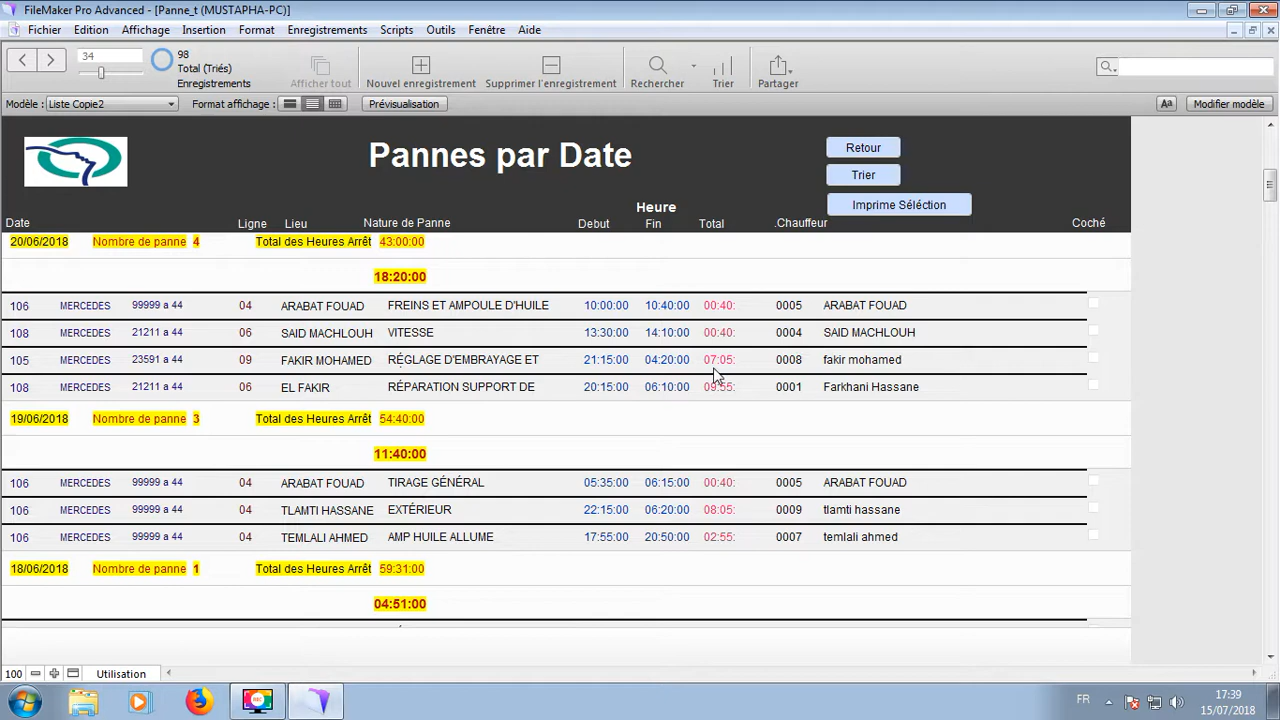 FileMaker Pro Advanced - [Panne_t (MUSTAPHA-PC)]
Fichier Edition Affichage Insertion Format Enregistrements Scripts Outils Fenêtre Aide
34
98
Total (Triés)
Enregistrements
Afficher tout Nouvel enregistrement Supprimer l'enregistrement Rechercher Trier Partager
Modèle : Liste Copie2 Format affichage : Prévisualisation Aa Modifier modèle
Pannes par Date
Retour
Trier
Imprime Séléction
Heure
Date Ligne Lieu Nature de Panne Debut Fin Total .Chauffeur Coché
20/06/2018 Nombre de panne 4 Total des Heures Arrêt 43:00:00
18:20:00
106 MERCEDES 99999 a 44 04 ARABAT FOUAD FREINS ET AMPOULE D'HUILE 10:00:00 10:40:00 00:40: 0005 ARABAT FOUAD
108 MERCEDES 21211 a 44 06 SAID MACHLOUH VITESSE 13:30:00 14:10:00 00:40: 0004 SAID MACHLOUH
105 MERCEDES 23591 a 44 09 FAKIR MOHAMED RÉGLAGE D'EMBRAYAGE ET 21:15:00 04:20:00 07:05: 0008 fakir mohamed
108 MERCEDES 21211 a 44 06 EL FAKIR RÉPARATION SUPPORT DE 20:15:00 06:10:00 09:55: 0001 Farkhani Hassane
19/06/2018 Nombre de panne 3 Total des Heures Arrêt 54:40:00
11:40:00
106 MERCEDES 99999 a 44 04 ARABAT FOUAD TIRAGE GÉNÉRAL 05:35:00 06:15:00 00:40: 0005 ARABAT FOUAD
106 MERCEDES 99999 a 44 04 TLAMTI HASSANE EXTÉRIEUR 22:15:00 06:20:00 08:05: 0009 tlamti hassane
106 MERCEDES 99999 a 44 04 TEMLALI AHMED AMP HUILE ALLUME 17:55:00 20:50:00 02:55: 0007 temlali ahmed
18/06/2018 Nombre de panne 1 Total des Heures Arrêt 59:31:00
04:51:00
100 Utilisation
FR 17:39
15/07/2018